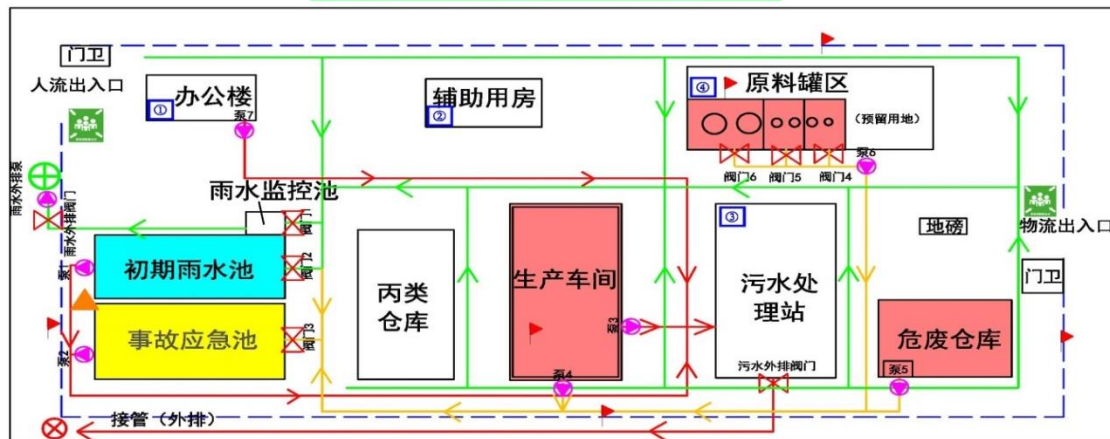 门卫
人流出入口
办公楼
①
泵7
辅助用房
②
④
原料罐区
(预留用地)
泵6
阀门6
阀门5
阀门4
雨水外排泵
雨水外排阀门
雨水监控池
阀门1
初期雨水池
阀门2
泵1
事故应急池
阀门3
泵2
丙类
仓库
生产车间
泵3
泵4
③
污水处
理站
污水外排阀门
地磅
物流出入口
门卫
危废仓库
泵5
接管(外排)